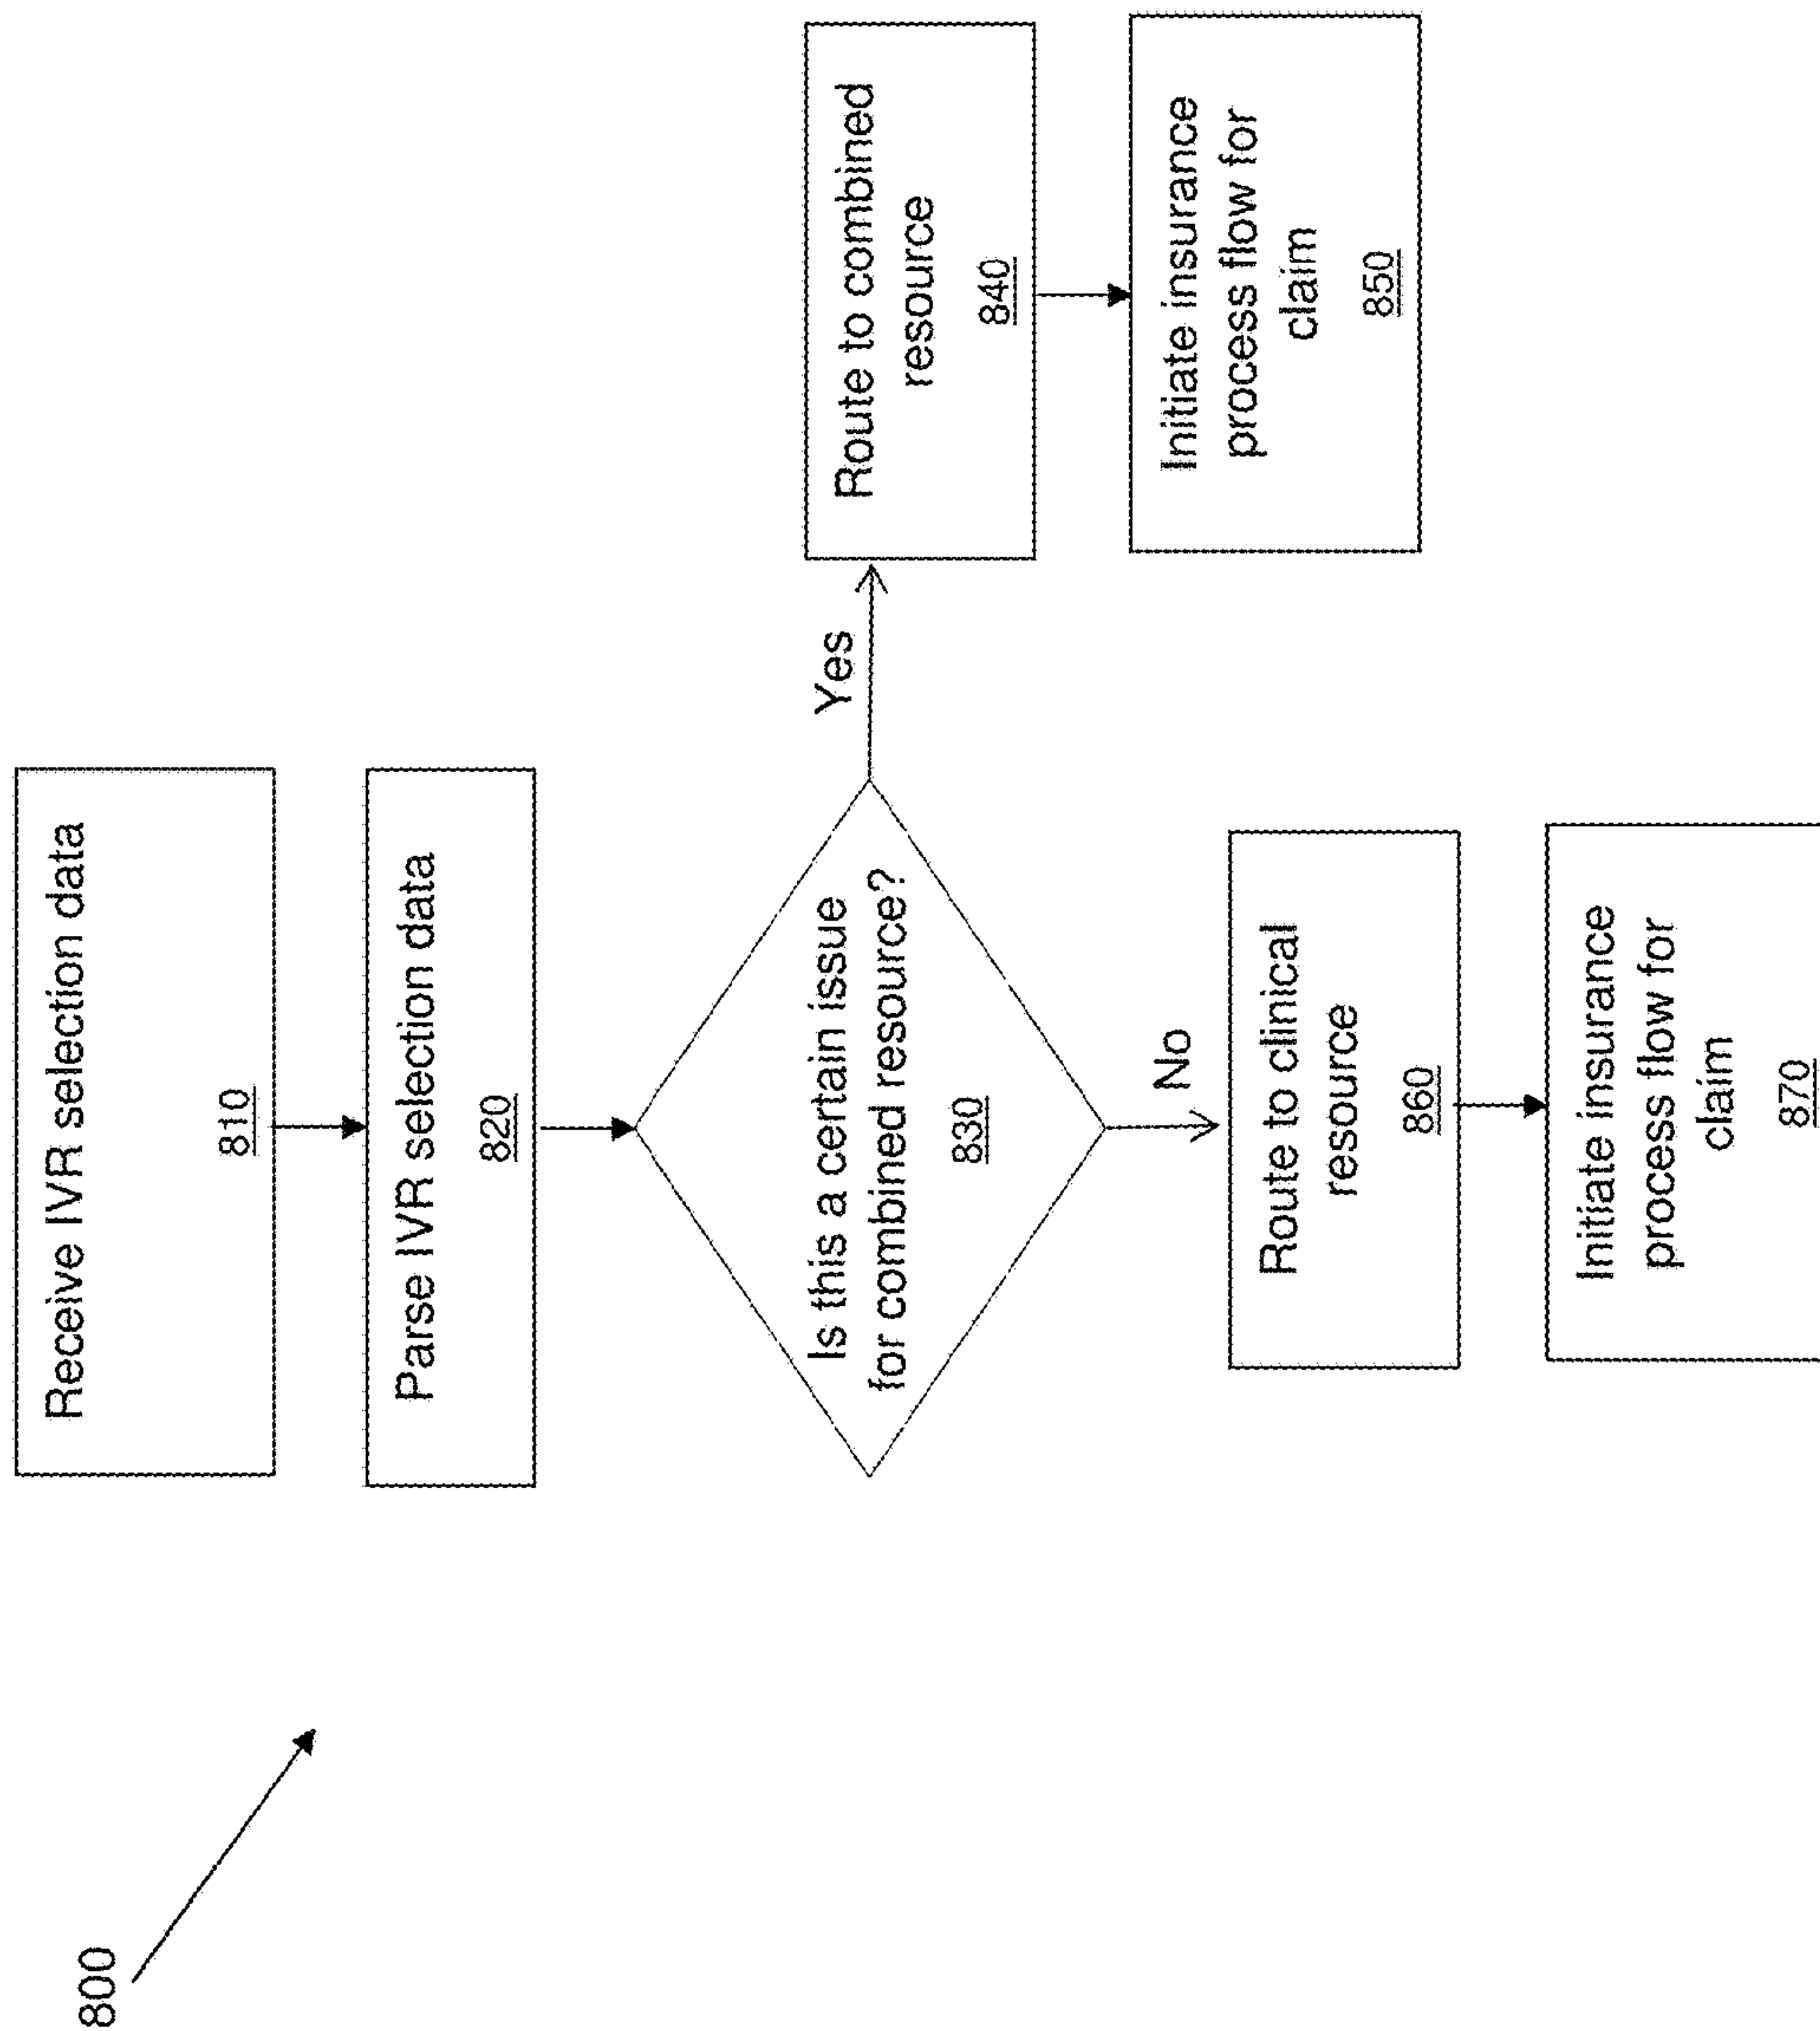 800
Receive IVR selection data
810
Parse IVR selection data
820
Is this a certain issue
for combined resource?
830
Yes
Route to combined
resource
840
Initiate insurance
process flow for
claim
850
No
Route to clinical
resource
860
Initiate insurance
process flow for
claim
870